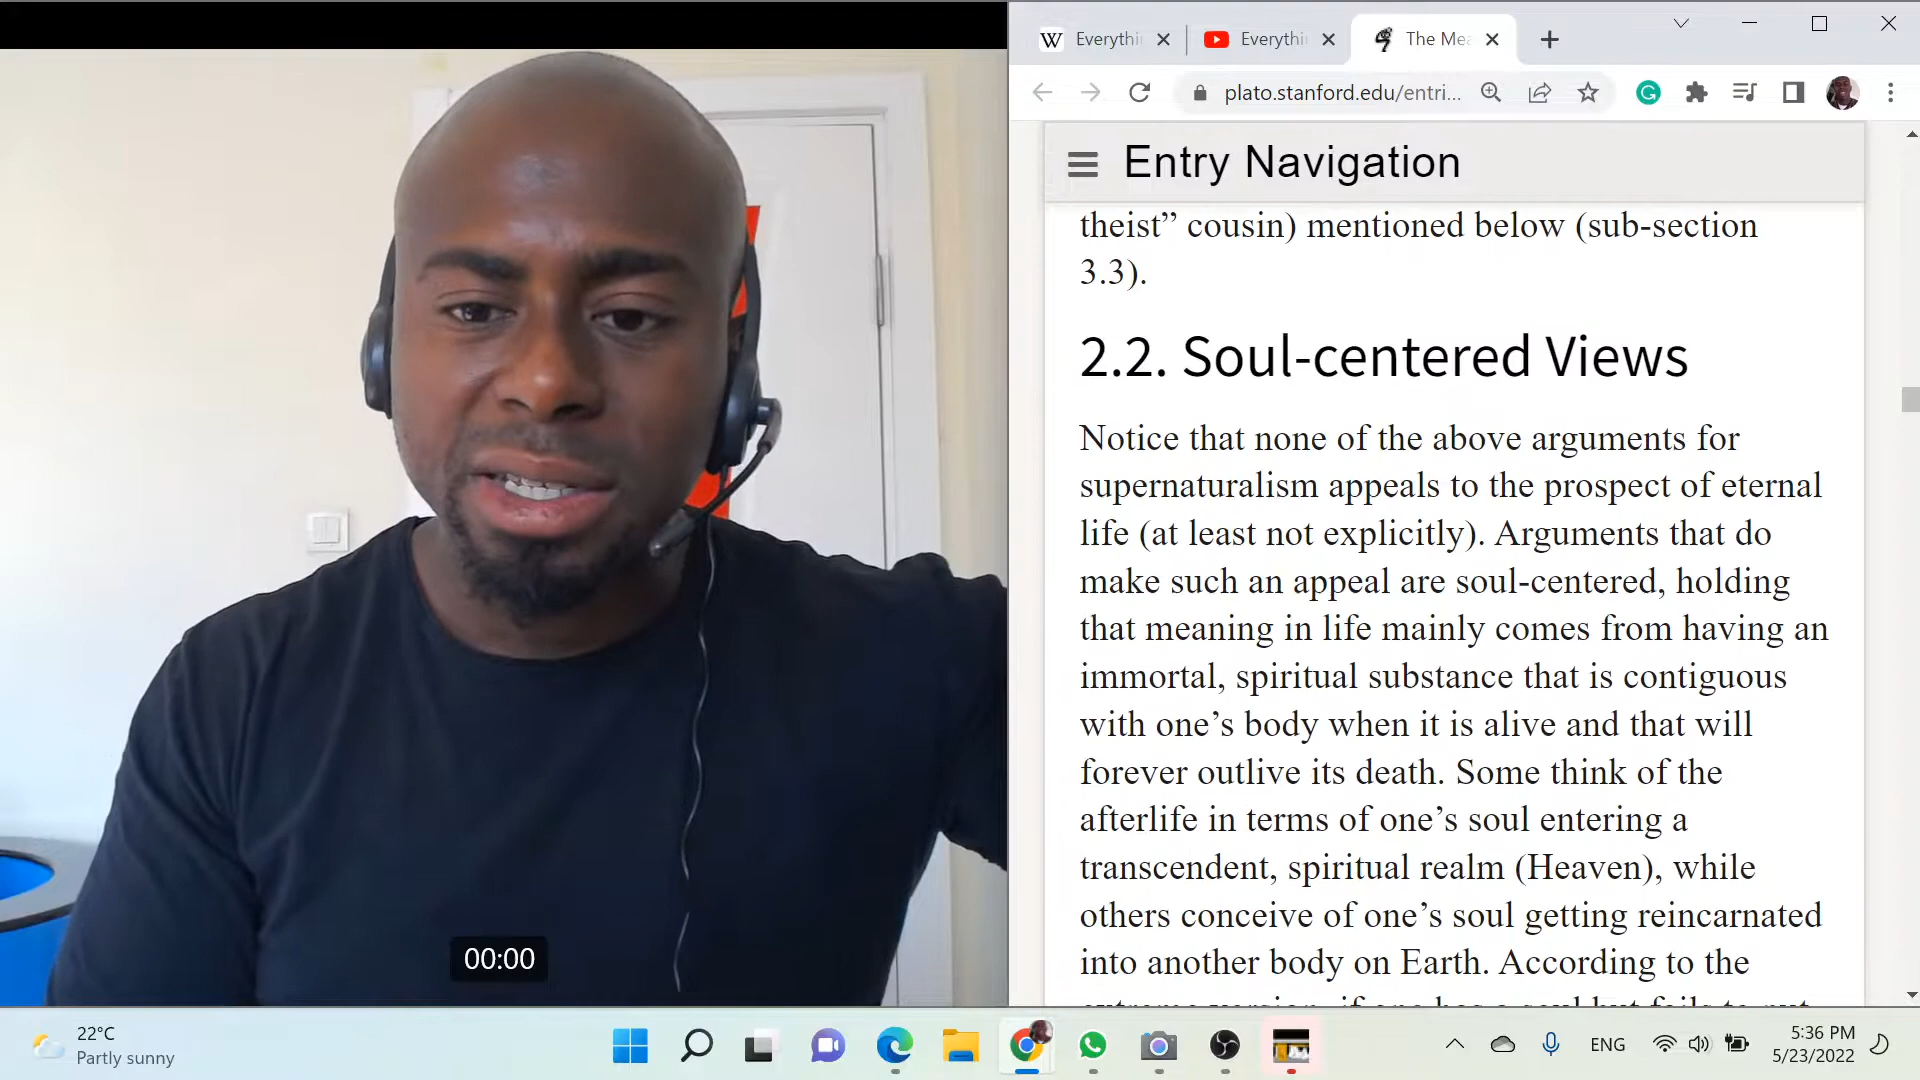 Everythi
Everythi
The Mea
plato.stanford.edu/entri...
Entry Navigation
theist” cousin) mentioned below (sub-section
3.3).
2.2. Soul-centered Views
Notice that none of the above arguments for
supernaturalism appeals to the prospect of eternal
life (at least not explicitly). Arguments that do
make such an appeal are soul-centered, holding
that meaning in life mainly comes from having an
immortal, spiritual substance that is contiguous
with one’s body when it is alive and that will
forever outlive its death. Some think of the
afterlife in terms of one’s soul entering a
transcendent, spiritual realm (Heaven), while
others conceive of one’s soul getting reincarnated
into another body on Earth. According to the
00:00
22°C
Partly sunny
ENG
5:36 PM
5/23/2022